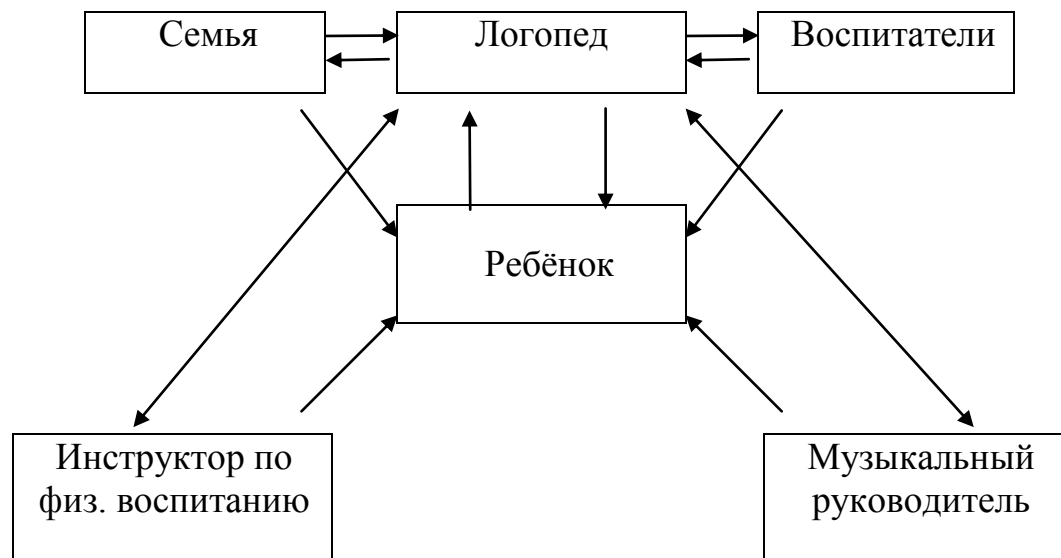 Семья
Логопед
Воспитатели
Ребёнок
Инструктор по
физ. воспитанию
Музыкальный
руководитель